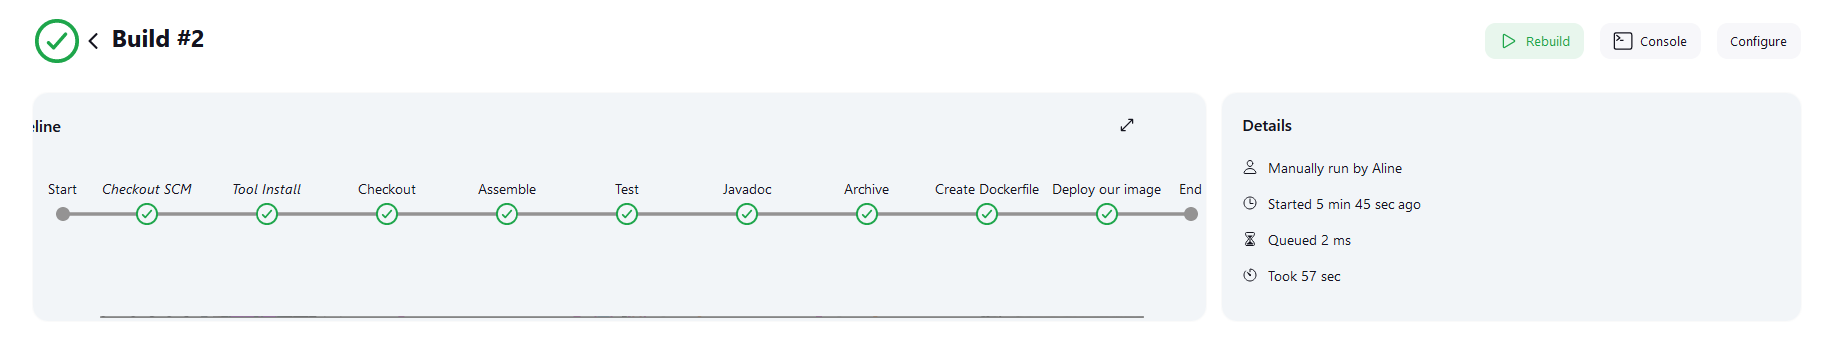 Build #2
Rebuild
Console
Configure
eline
Start
Checkout SCM
Tool Install
Checkout
Assemble
Test
Javadoc
Archive
Create Dockerfile
Deploy our image
End
Details
Manually run by Aline
Started 5 min 45 sec ago
Queued 2 ms
Took 57 sec